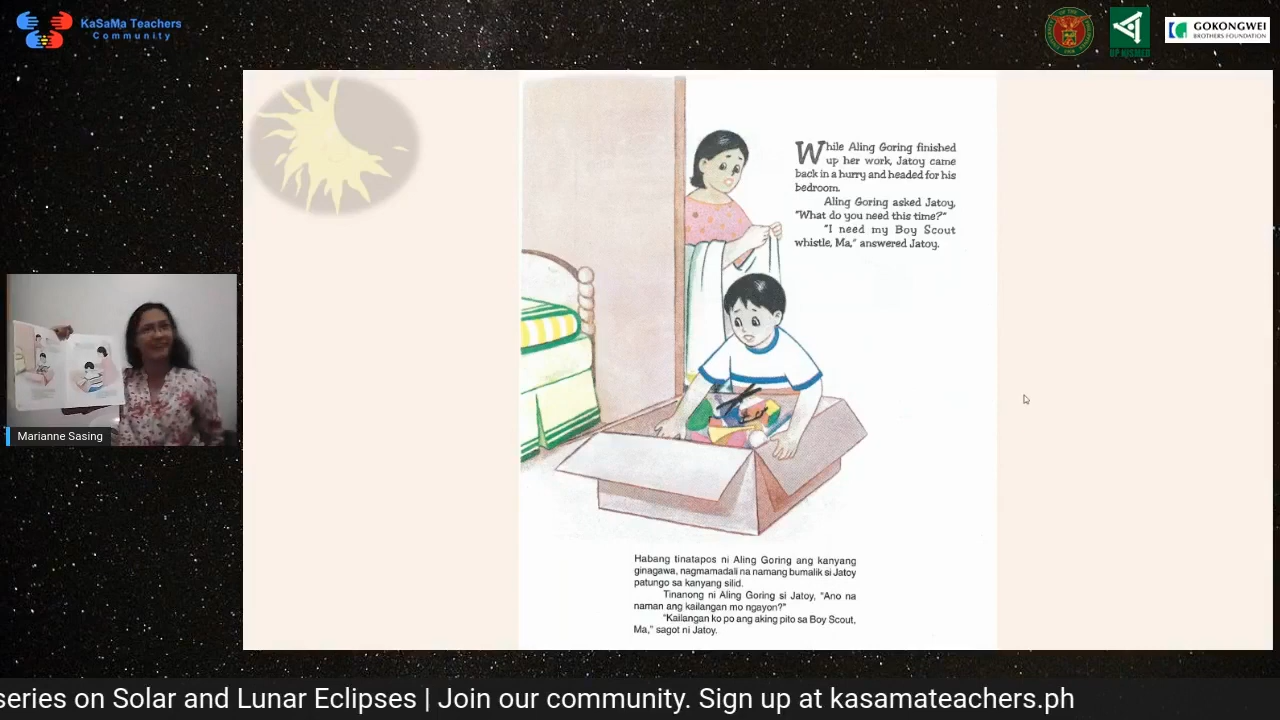 KaSaMa Teachers
Community
UP NISMED
GOKONGWEI
BROTHERS FOUNDATION
While Aling Goring finished
up her work, Jatoy came
back in a hurry and headed for his
bedroom.
Aling Goring asked Jatoy,
"What do you need this time?"
"I need my Boy Scout
whistle, Ma," answered Jatoy.
Marianne Sasing
Habang tinatapos ni Aling Goring ang kanyang
ginagawa, nagmamadali na namang bumalik si Jatoy
patungo sa kanyang silid.
Tinanong ni Aling Goring si Jatoy, "Ano na
naman ang kailangan mo ngayon?"
"Kailangan ko po ang aking pito sa Boy Scout,
Ma," sagot ni Jatoy.
series on Solar and Lunar Eclipses | Join our community. Sign up at kasamateachers.ph